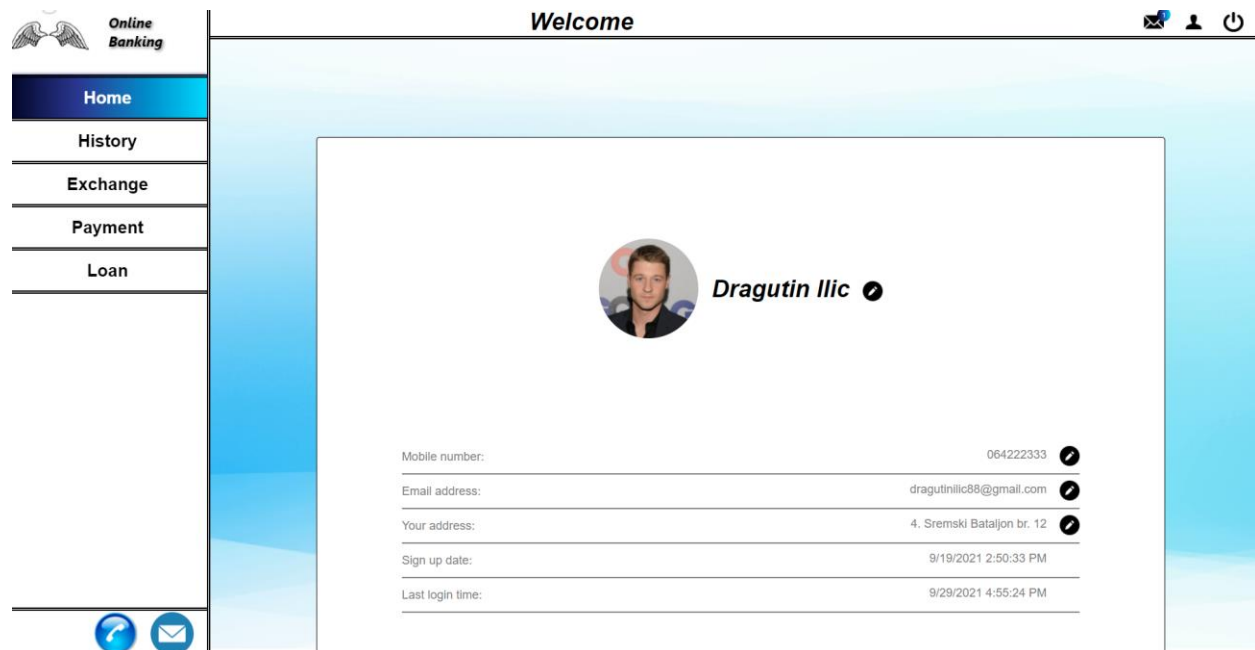 Online
Banking
Welcome
1
Home
History
Exchange
Payment
Loan
Dragutin Ilic
Mobile number: 064222333
Email address: dragutinilic88@gmail.com
Your address: 4. Sremski Bataljon br. 12
Sign up date: 9/19/2021 2:50:33 PM
Last login time: 9/29/2021 4:55:24 PM